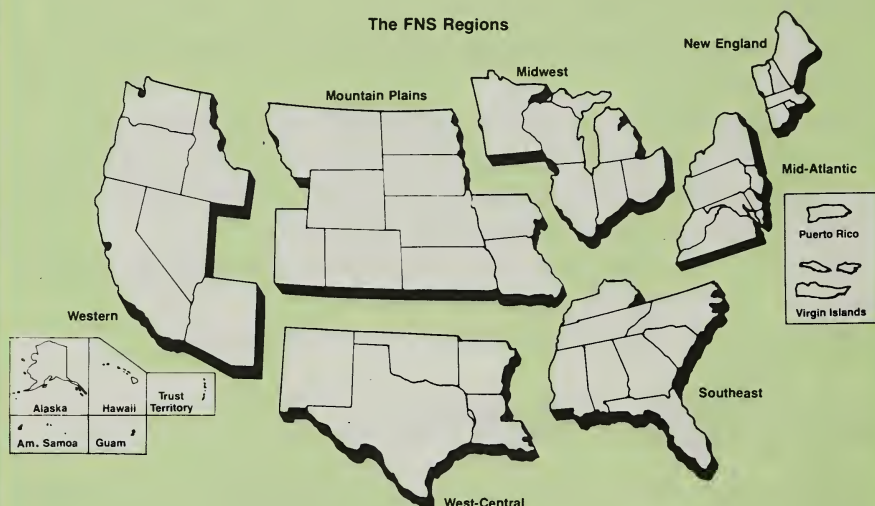 The FNS Regions
New England
Midwest
Mountain Plains
Mid-Atlantic
Puerto Rico
Virgin Islands
Western
Alaska
Hawaii
Trust
Territory
Am. Samoa
Guam
Southeast
West-Central